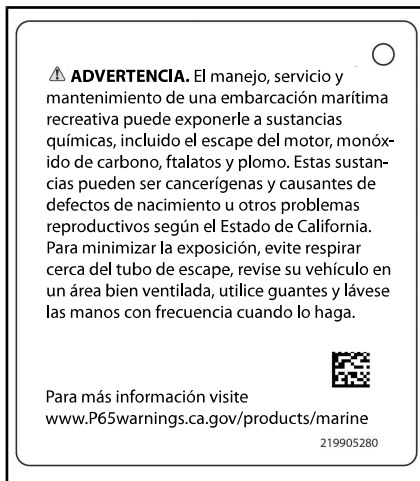 ⚠ ADVERTENCIA. El manejo, servicio y
mantenimiento de una embarcación marítima
recreativa puede exponerle a sustancias
químicas, incluido el escape del motor, monóx-
ido de carbono, ftalatos y plomo. Estas sustan-
cias pueden ser cancerígenas y causantes de
defectos de nacimiento u otros problemas
reproductivos según el Estado de California.
Para minimizar la exposición, evite respirar
cerca del tubo de escape, revise su vehículo en
un área bien ventilada, utilice guantes y lávese
las manos con frecuencia cuando lo haga.
Para más información visite
www.P65warnings.ca.gov/products/marine
219905280